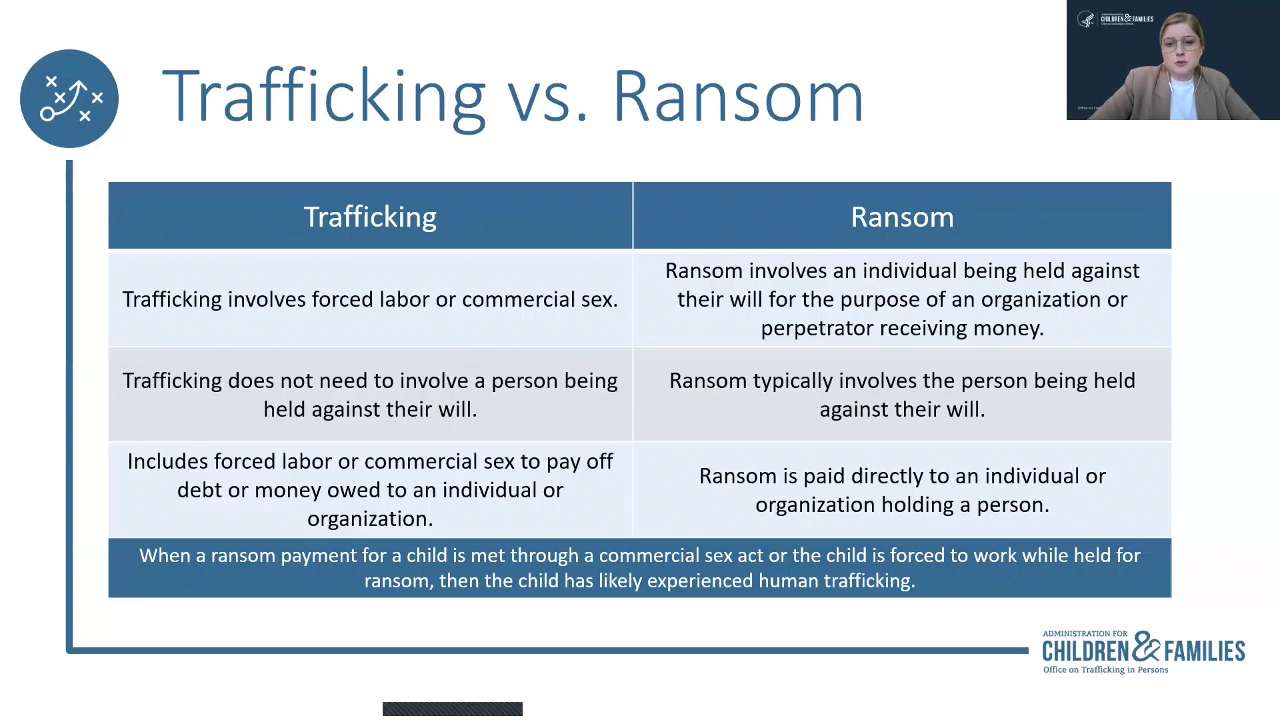 ADMINISTRATION FOR
CHILDREN & FAMILIES
Trafficking vs. Ransom
Trafficking
Ransom
Trafficking involves forced labor or commercial sex.
Ransom involves an individual being held against
their will for the purpose of an organization or
perpetrator receiving money.
Trafficking does not need to involve a person being
held against their will.
Ransom typically involves the person being held
against their will.
Includes forced labor or commercial sex to pay off
debt or money owed to an individual or
organization.
Ransom is paid directly to an individual or
organization holding a person.
When a ransom payment for a child is met through a commercial sex act or the child is forced to work while held for
ransom, then the child has likely experienced human trafficking.
ADMINISTRATION FOR
CHILDREN & FAMILIES
Office on Trafficking in Persons